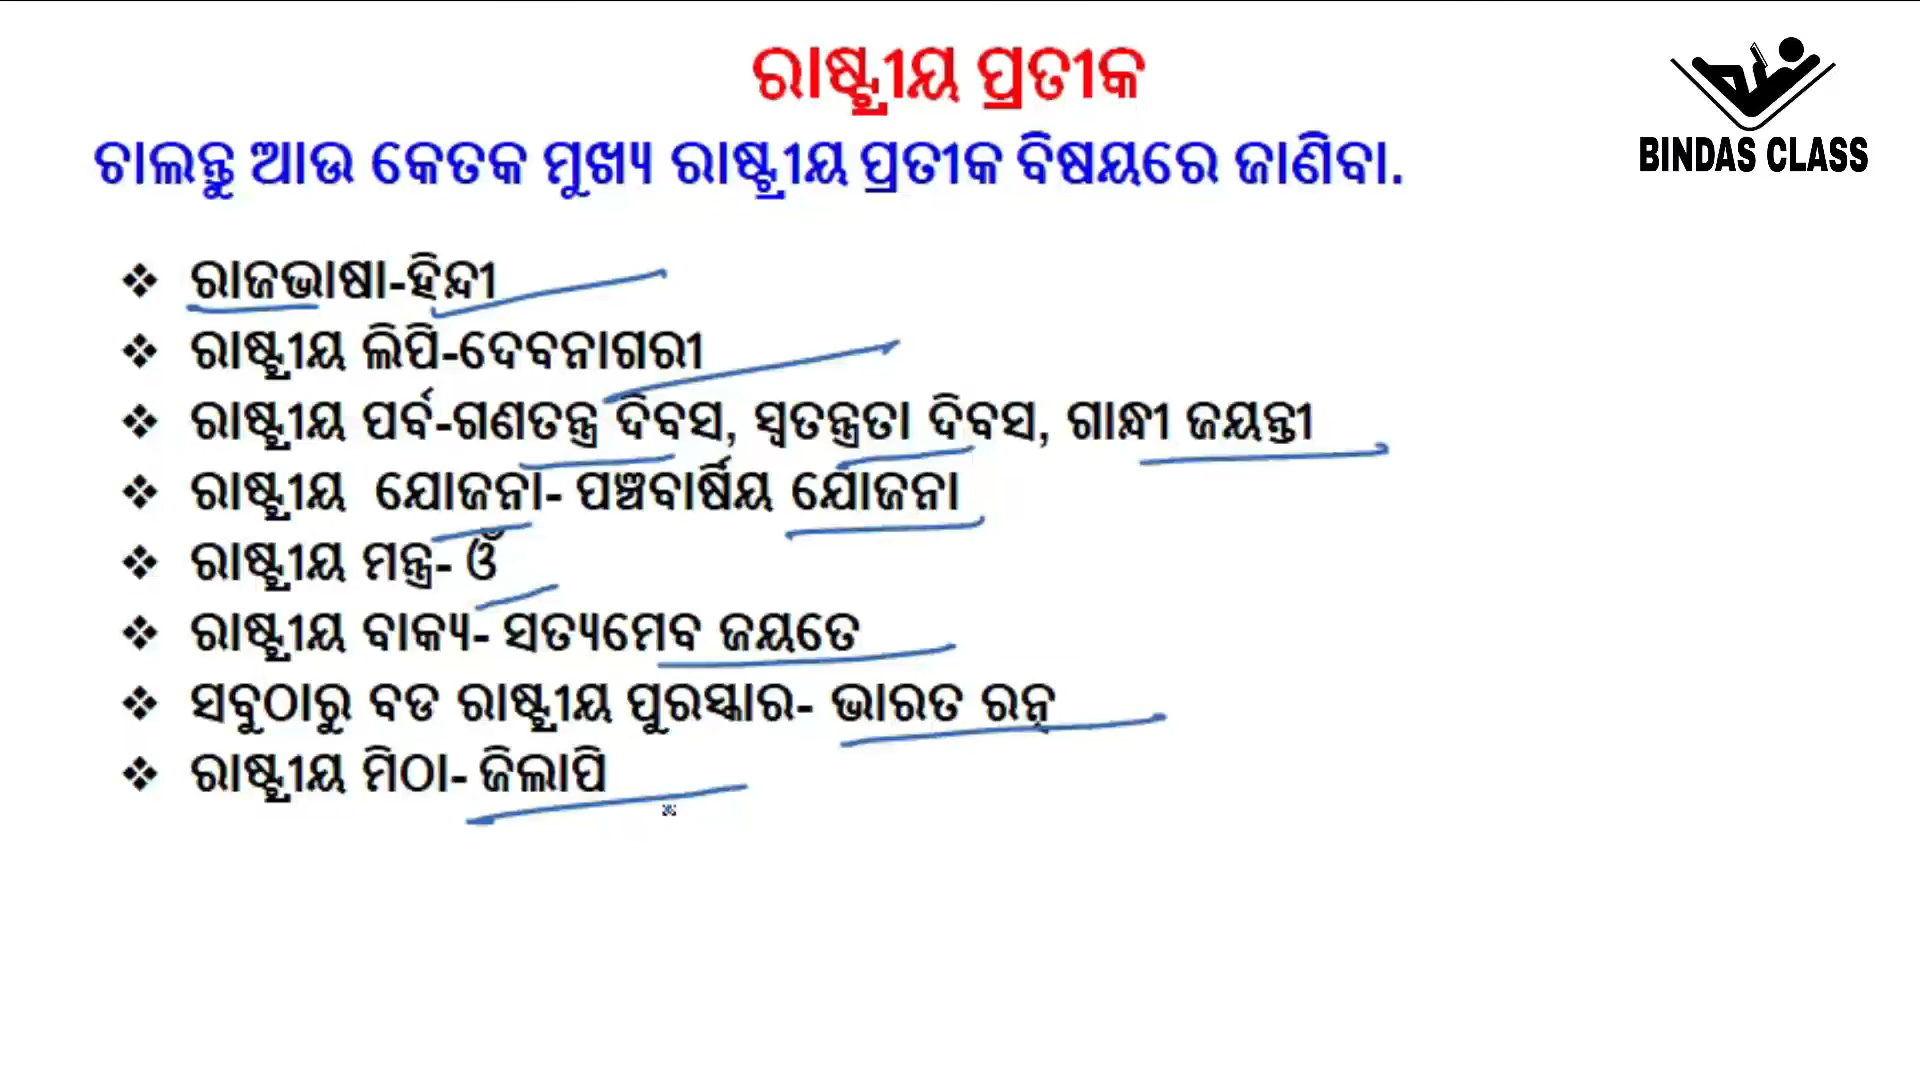 ରାଷ୍ଟ୍ରୀୟ ପ୍ରତୀକ
BINDAS CLASS
ଚାଲନ୍ତୁ ଆଉ କେତକ ମୁଖ୍ୟ ରାଷ୍ଟ୍ରୀୟ ପ୍ରତୀକ ବିଷୟରେ ଜାଣିବା.
❖ ରାଜଭାଷା-ହିନ୍ଦୀ
❖ ରାଷ୍ଟ୍ରୀୟ ଲିପି-ଦେବନାଗରୀ
❖ ରାଷ୍ଟ୍ରୀୟ ପର୍ବ-ଗଣତନ୍ତ୍ର ଦିବସ, ସ୍ଵତନ୍ତ୍ରତା ଦିବସ, ଗାନ୍ଧୀ ଜୟନ୍ତୀ
❖ ରାଷ୍ଟ୍ରୀୟ ଯୋଜନା- ପଞ୍ଚବାର୍ଷିୟ ଯୋଜନା
❖ ରାଷ୍ଟ୍ରୀୟ ମନ୍ତ୍ର- ଓଁ
❖ ରାଷ୍ଟ୍ରୀୟ ବାକ୍ୟ- ସତ୍ୟମେବ ଜୟତେ
❖ ସବୁଠାରୁ ବଡ ରାଷ୍ଟ୍ରୀୟ ପୁରସ୍କାର- ଭାରତ ରତ୍ନ
❖ ରାଷ୍ଟ୍ରୀୟ ମିଠା- ଜିଲାପି